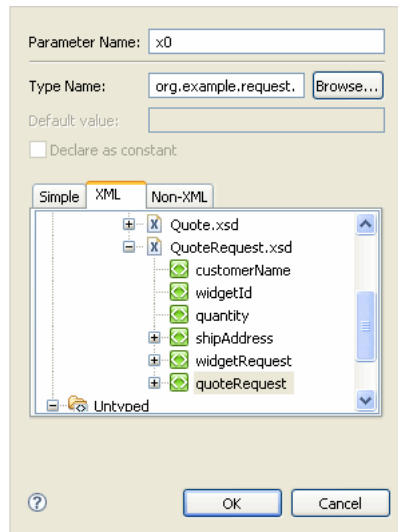 Parameter Name: x0
Type Name: org.example.request. Browse...
Default value:
Declare as constant
Simple XML Non-XML
Quote.xsd
QuoteRequest.xsd
customerName
widgetId
quantity
shipAddress
widgetRequest
quoteRequest
Untyped
OK Cancel